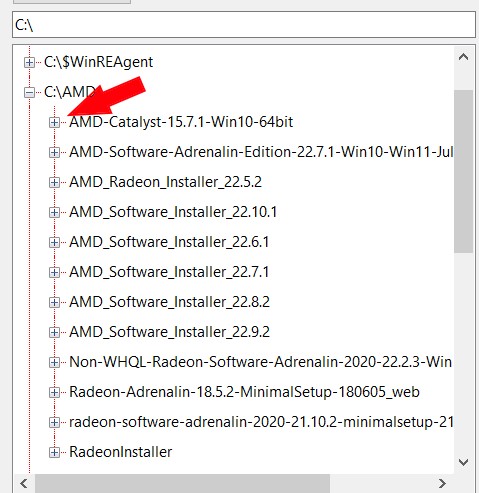 C:\
C:\$WinREAgent
C:\AMD
AMD-Catalyst-15.7.1-Win10-64bit
AMD-Software-Adrenalin-Edition-22.7.1-Win10-Win11-Jul
AMD_Radeon_Installer_22.5.2
AMD_Software_Installer_22.10.1
AMD_Software_Installer_22.6.1
AMD_Software_Installer_22.7.1
AMD_Software_Installer_22.8.2
AMD_Software_Installer_22.9.2
Non-WHQL-Radeon-Software-Adrenalin-2020-22.2.3-Win
Radeon-Adrenalin-18.5.2-MinimalSetup-180605_web
radeon-software-adrenalin-2020-21.10.2-minimalsetup-21
RadeonInstaller